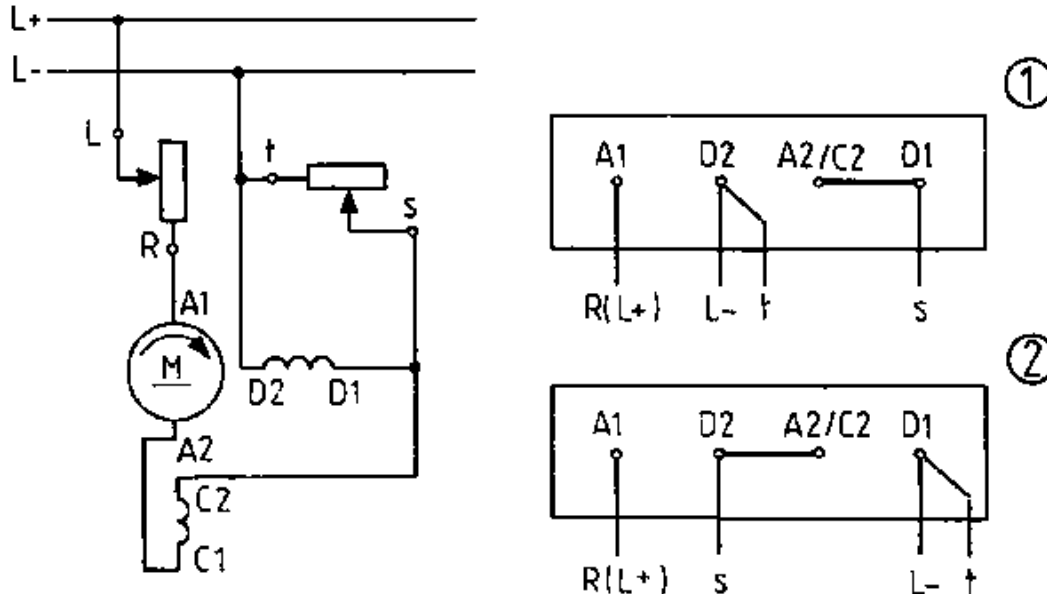 L+
L-
L
t
s
R
A1
M
D2 D1
A2
C2
C1
1
A1 D2 A2/C2 D1
R(L+) L- t s
2
A1 D2 A2/C2 D1
R(L+) s L- t